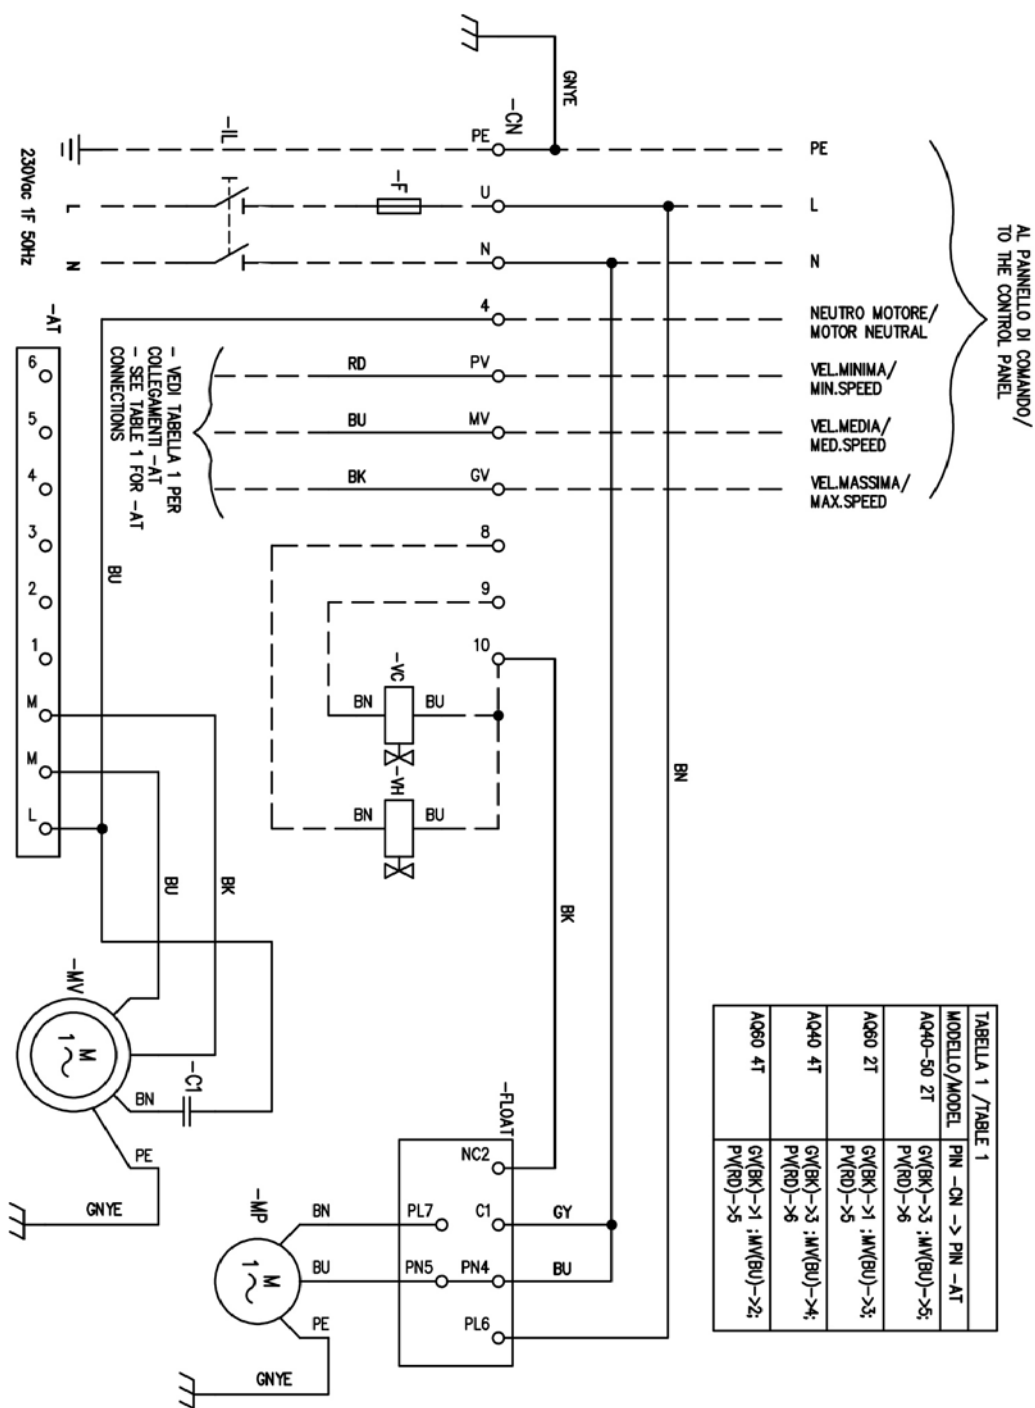 AL PANNELLO DI COMANDO/
TO THE CONTROL PANEL
PE
L
N
NEUTRO MOTORE/
MOTOR NEUTRAL
VEL.MINIMA/
MIN.SPEED
VEL.MEDIA/
MED.SPEED
VEL.MASSIMA/
MAX.SPEED
GNYE
-CN
PE
U
N
4
PV
MV
GV
8
9
10
-IL
-F
L
N
230Vac 1F 50Hz
RD
BU
BK
- VEDI TABELLA 1 PER
COLLEGAMENTI -AT
- SEE TABLE 1 FOR -AT
CONNECTIONS
-AT
6
5
4
3
2
1
M
M
L
BU
-VC
BN
BU
-VH
BN
BU
BN
BK
BU
BK
-MV
M
1
-C1
BN
PE
GNYE
-FLOAT
NC2
C1
GY
PL7
PN5
PN4
BU
PL6
-MP
M
1
BN
BU
PE
GNYE
TABELLA 1 /TABLE 1
MODELLO/MODEL PIN -CN -> PIN -AT
AQ40-50 2T GV(BK)->3 ;MV(BU)->5;
PV(RD)->6
AQ60 2T GV(BK)->1 ;MV(BU)->3;
PV(RD)->5
AQ40 4T GV(BK)->3 ;MV(BU)->4;
PV(RD)->6
AQ60 4T GV(BK)->1 ;MV(BU)->2;
PV(RD)->5